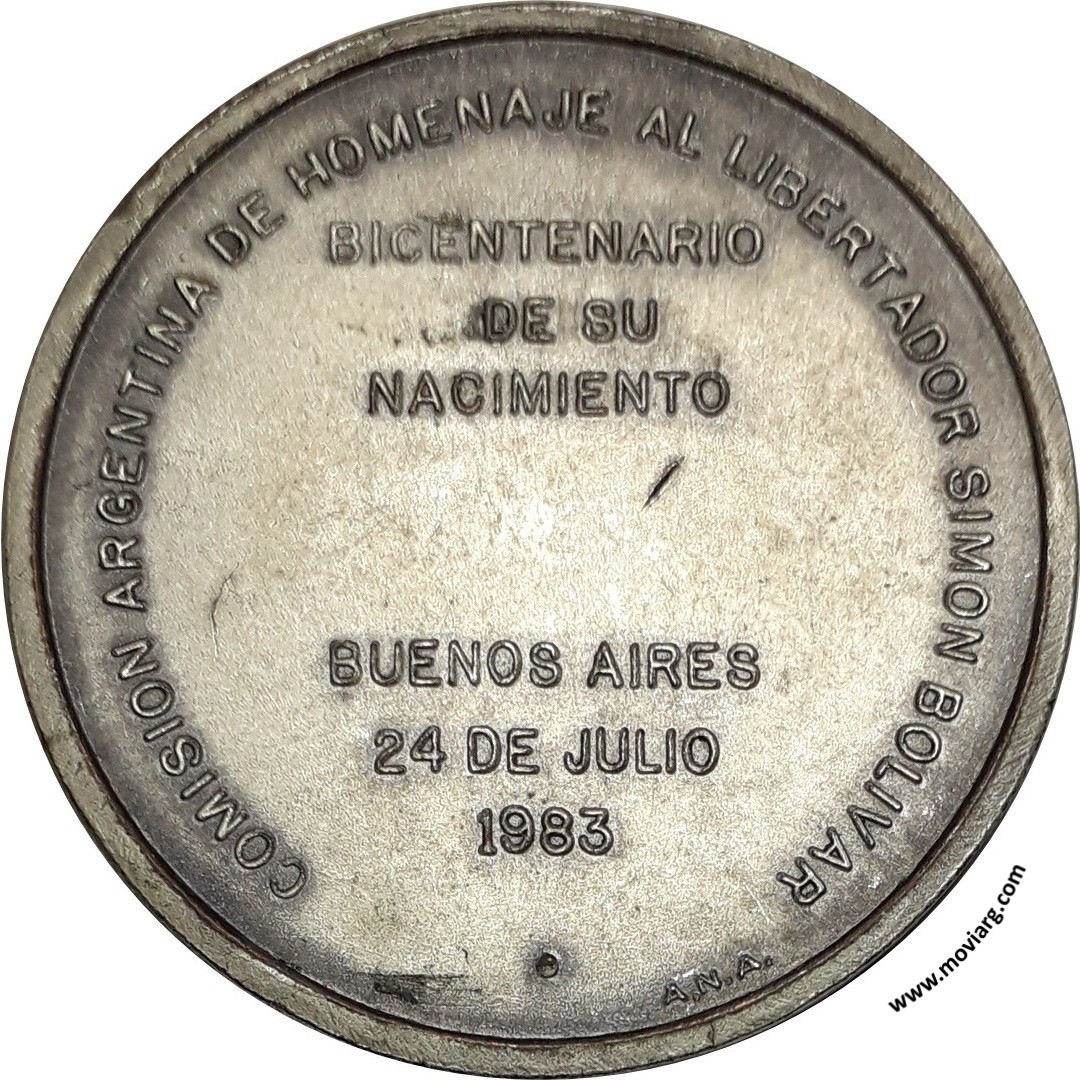 COMISION ARGENTINA DE HOMENAJE AL LIBERTADOR SIMON BOLIVAR
BICENTENARIO
DE SU
NACIMIENTO
BUENOS AIRES
24 DE JULIO
1983
A.N.A.
www.moviarg.com